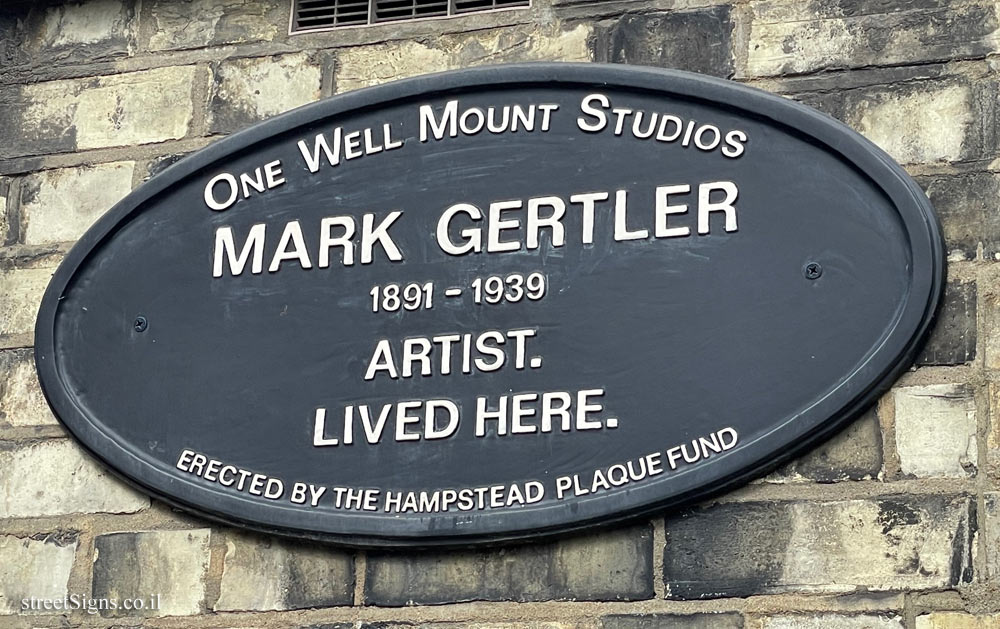 One Well Mount Studios
MARK GERTLER
1891 - 1939
ARTIST.
LIVED HERE.
ERECTED BY THE HAMPSTEAD PLAQUE FUND
streetSigns.co.il